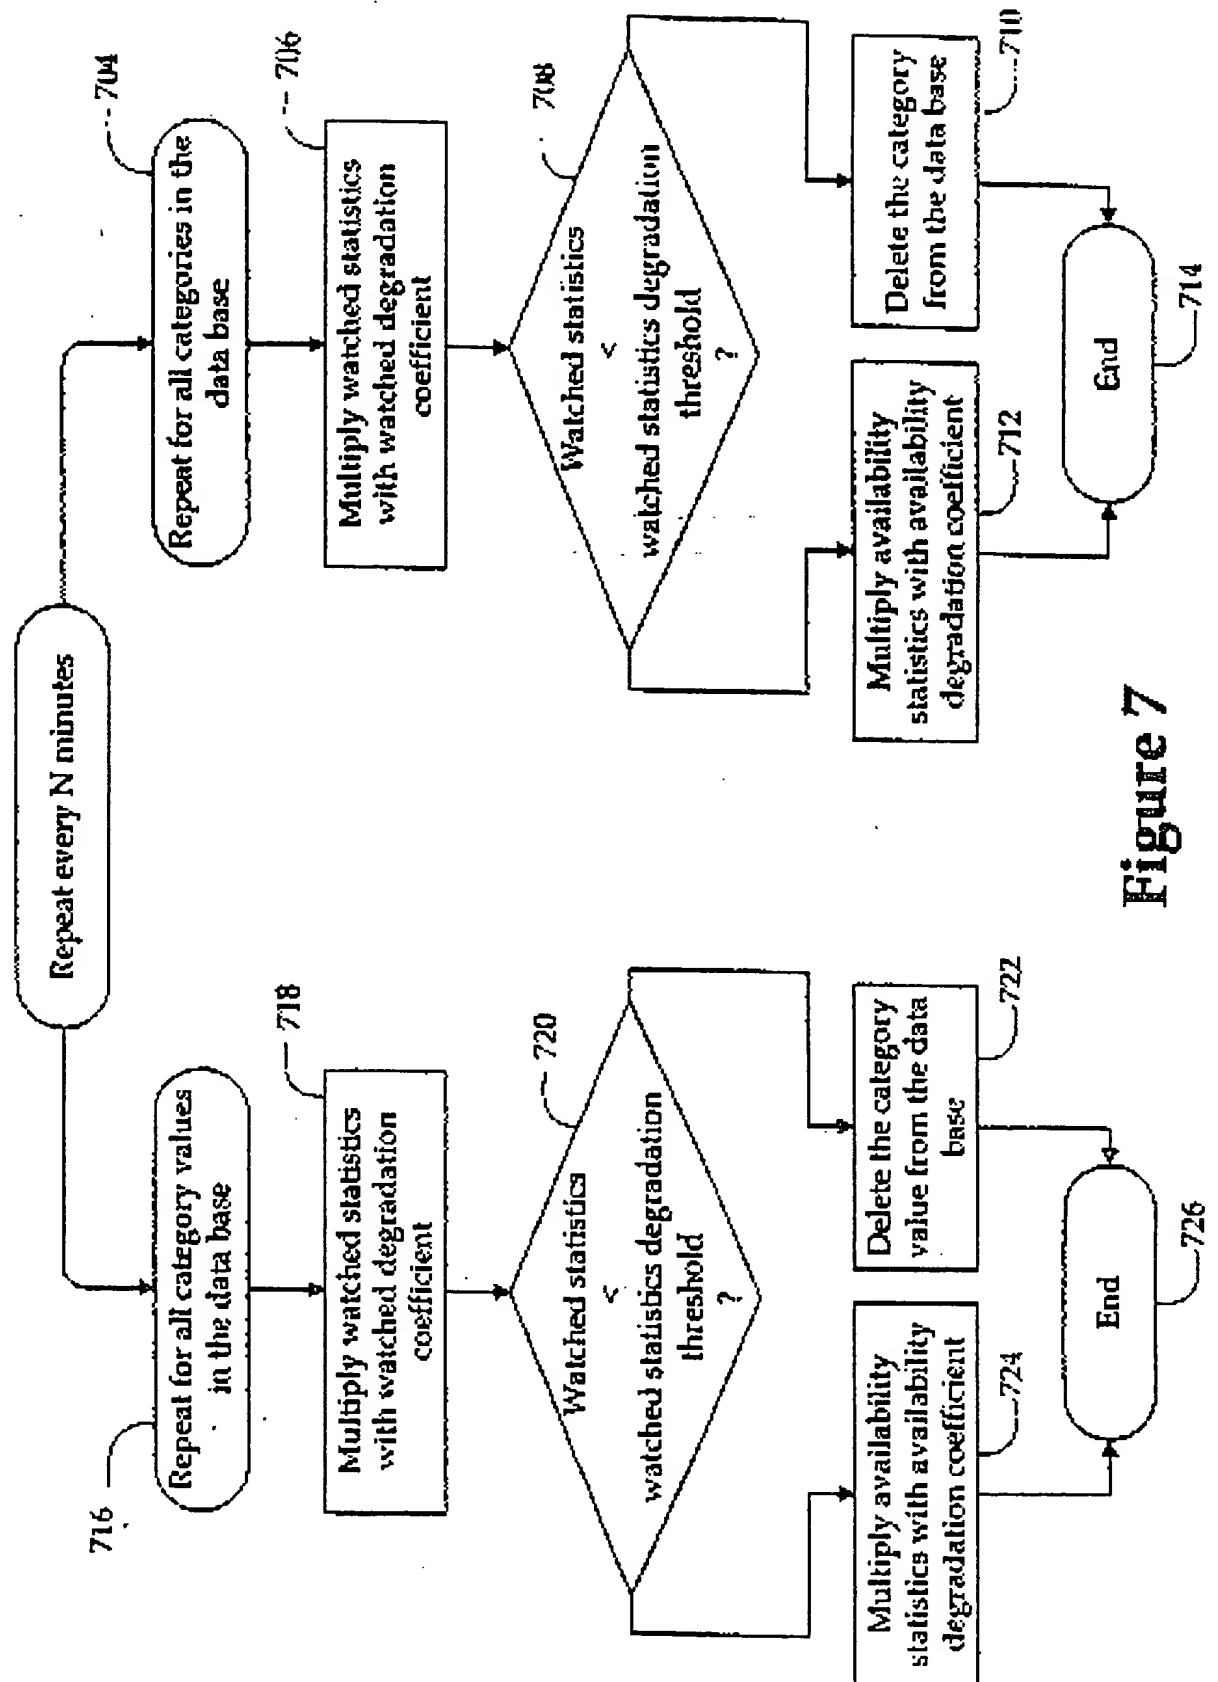 Repeat every N minutes
716
Repeat for all category values
in the data base
718
Multiply watched statistics
with watched degradation
coefficient
720
Watched statistics
<
watched statistics degradation
threshold
?
Multiply availability
statistics with availability
degradation coefficient
724
Delete the category
value from the data
base
722
End
726
704
Repeat for all categories in the
data base
706
Multiply watched statistics
with watched degradation
coefficient
708
Watched statistics
<
watched statistics degradation
threshold
?
Multiply availability
statistics with availability
degradation coefficient
712
Delete the category
from the data base
710
End
714
Figure 7